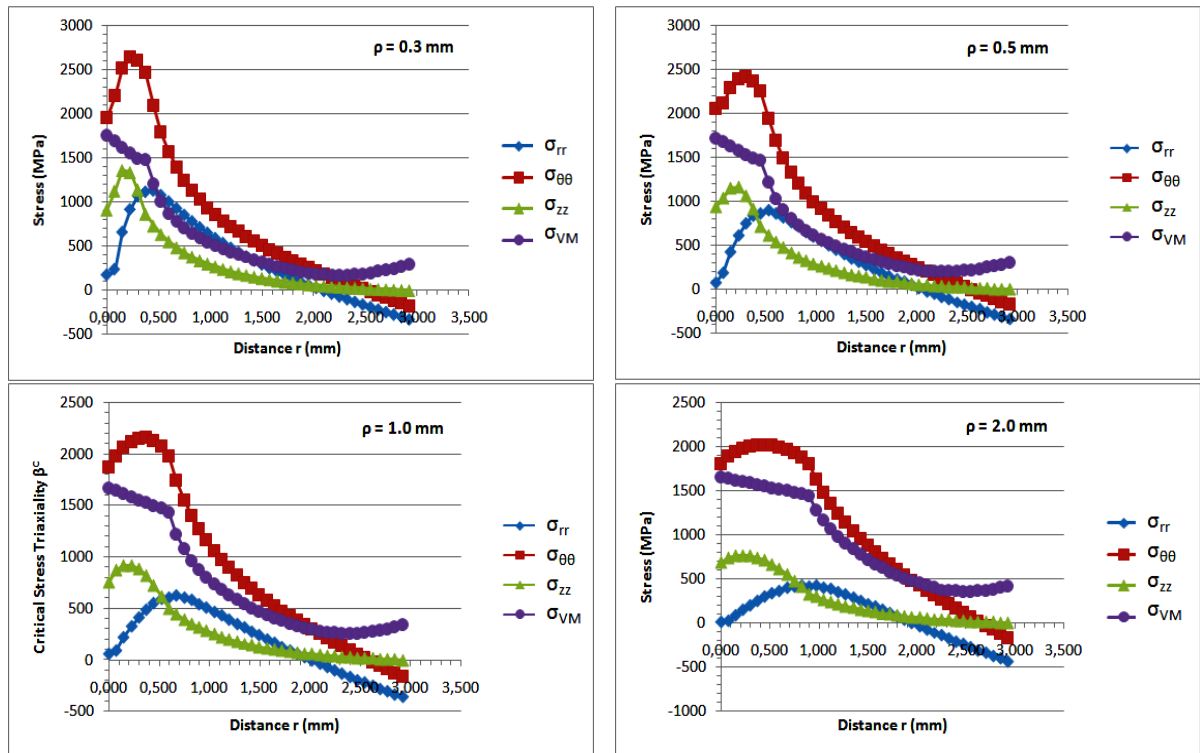 3000
2500
2000
1500
1000
500
0
-500
Stress (MPa)
ρ = 0.3 mm
0,000 0,500 1,000 1,500 2,000 2,500 3,000 3,500
Distance r (mm)
σrr
σθθ
σzz
σVM
3000
2500
2000
1500
1000
500
0
-500
Stress (MPa)
ρ = 0.5 mm
0,000 0,500 1,000 1,500 2,000 2,500 3,000 3,500
Distance r (mm)
σrr
σθθ
σzz
σVM
2500
2000
1500
1000
500
0
-500
Critical Stress Triaxiality βᶜ
ρ = 1.0 mm
0,000 0,500 1,000 1,500 2,000 2,500 3,000 3,500
Distance r (mm)
σrr
σθθ
σzz
σVM
2500
2000
1500
1000
500
0
-500
-1000
Stress (MPa)
ρ = 2.0 mm
0,000 0,500 1,000 1,500 2,000 2,500 3,000 3,500
Distance r (mm)
σrr
σθθ
σzz
σVM